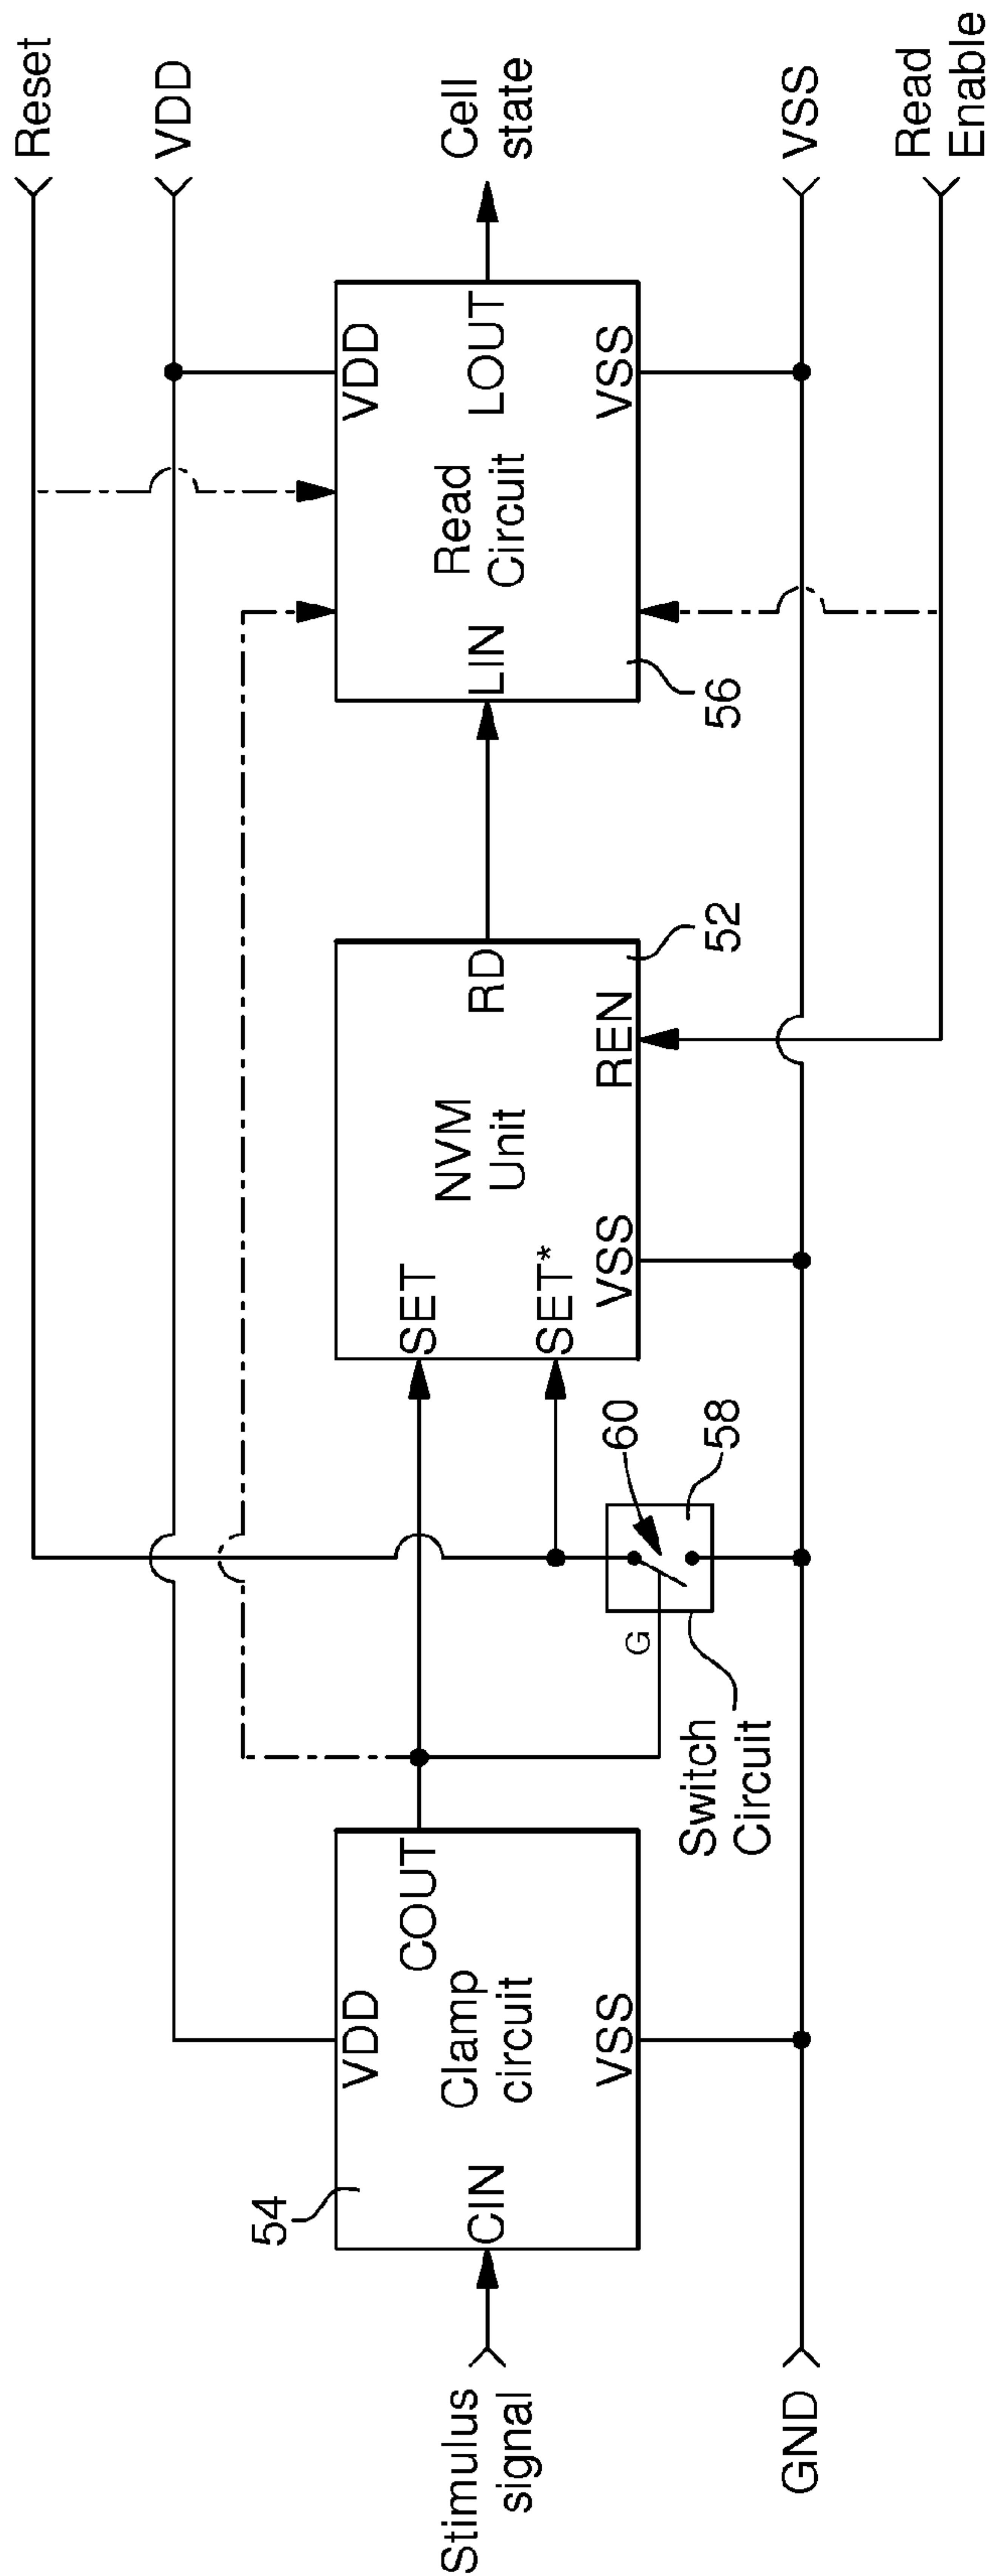 Reset
VDD
Cell
state
VSS
Read
Enable
VDD
LOUT
VSS
Read
Circuit
LIN
56
RD
52
REN
NVM
Unit
VSS
SET
SET*
60
58
G
Switch
Circuit
COUT
VDD
Clamp
circuit
VSS
CIN
54
Stimulus
signal
GND